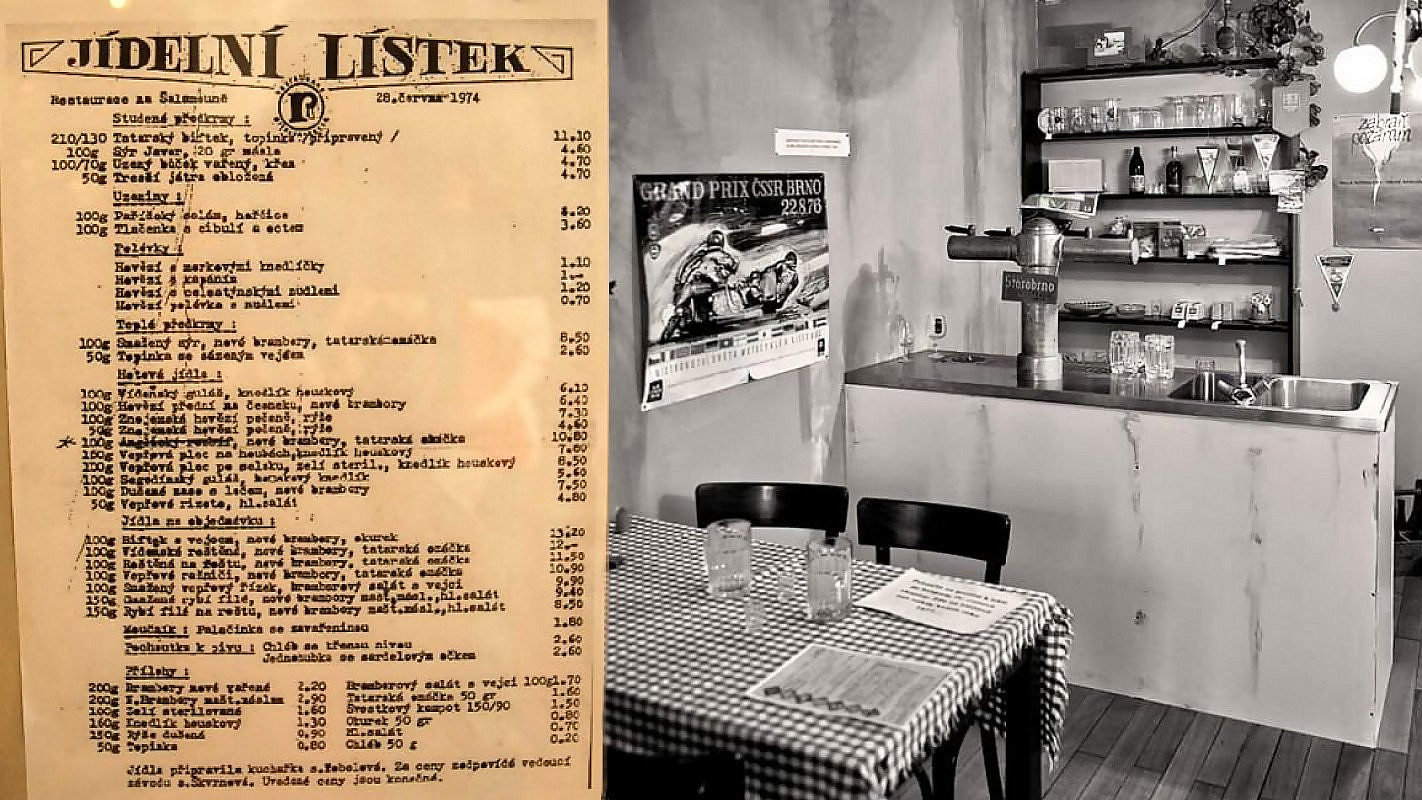 JÍDELNÍ LÍSTEK
Restaurace na Šalamouně 28.června 1974
Studené předkrmy :
210/130 Tatarský biftek, topinka /připravený / 11.10
100g Sýr Javor, 20 gr másla 4.60
100/70g Uzený bůček vařený, křen 4.70
50g Tresčí játra obložená 4.70
Uzeniny :
100g Pařížský salám, hořčice
100g Tlačenka s cibulí a octem 3.60
Polévky :
Hovězí s morkovými knedlíčky 1.10
Hovězí s kapáním 1.-
Hovězí s celestýnskými nudlemi 1.20
Hovězí polévka s nudlemi 0.70
Teplé předkrmy :
100g Smažený sýr, nové brambory, tatarská omáčka 8.50
50g Topinka se sázeným vejcem 2.60
Hotová jídla :
100g Vídeňský guláš, knedlík houskový 6.10
100g Hovězí přední na česneku, nové brambory 6.40
100g Znojemská hovězí pečeně, rýže 7.30
50g Znojemská hovězí pečeně, rýže 4.60
100g Anglický rostbíf, nové brambory, tatarská omáčka 10.80
100g Vepřová plec na houbách, knedlík houskový 7.80
100g Vepřová plec po selsku, zelí steril., knedlík houskový 8.50
100g Segedínský guláš, houskový knedlík 5.60
100g Dušené maso s lečem, nové brambory 7.50
50g Vepřové rizoto, hl.salát 4.80
Jídla na objednávku :
100g Biftek s vejcem, nové brambory, okurek 13.20
100g Vídeňská roštěná, nové brambory, tatarská omáčka 12.-
100g Roštěná na roštu, nové brambory, tatarská omáčka 11.50
100g Vepřové ražniči, nové brambory, tatarská omáčka 10.90
100g Smažený vepřový řízek, bramborový salát s vejci 9.90
150g Smažené rybí filé, nové brambory mašt.másl., hl.salát 9.40
150g Rybí filé na roštu, nové brambory mašt.másl., hl.salát 8.50
Moučník : Palačinka se zavařeninou 1.80
Pochoutka k pivu : Chléb se třenou nivou 2.60
Jednohubka se sardelovým očkem 2.60
Přílohy :
200g Brambory nové vařené 2.20 Bramborový salát s vejci 100g 1.70
200g N.Brambory mašt.máslem 2.90 Tatarská omáčka 50 gr 1.60
100g Zelí sterilované 1.60 Švestkový kompot 150/90 1.50
160g Knedlík houskový 1.30 Okurek 50 gr 0.80
150g Rýže dušená 0,90 Hl.salát 0.70
50g Topinka 0,80 Chléb 50 g 0.20
Jídla připravila kuchařka s.Žebolová. Za ceny zodpovídá vedoucí
závodu s.Škvrnová. Uvedené ceny jsou konečné.
GRAND PRIX ČSSR BRNO
22.8.76
Starobrno
zabraň
požárům